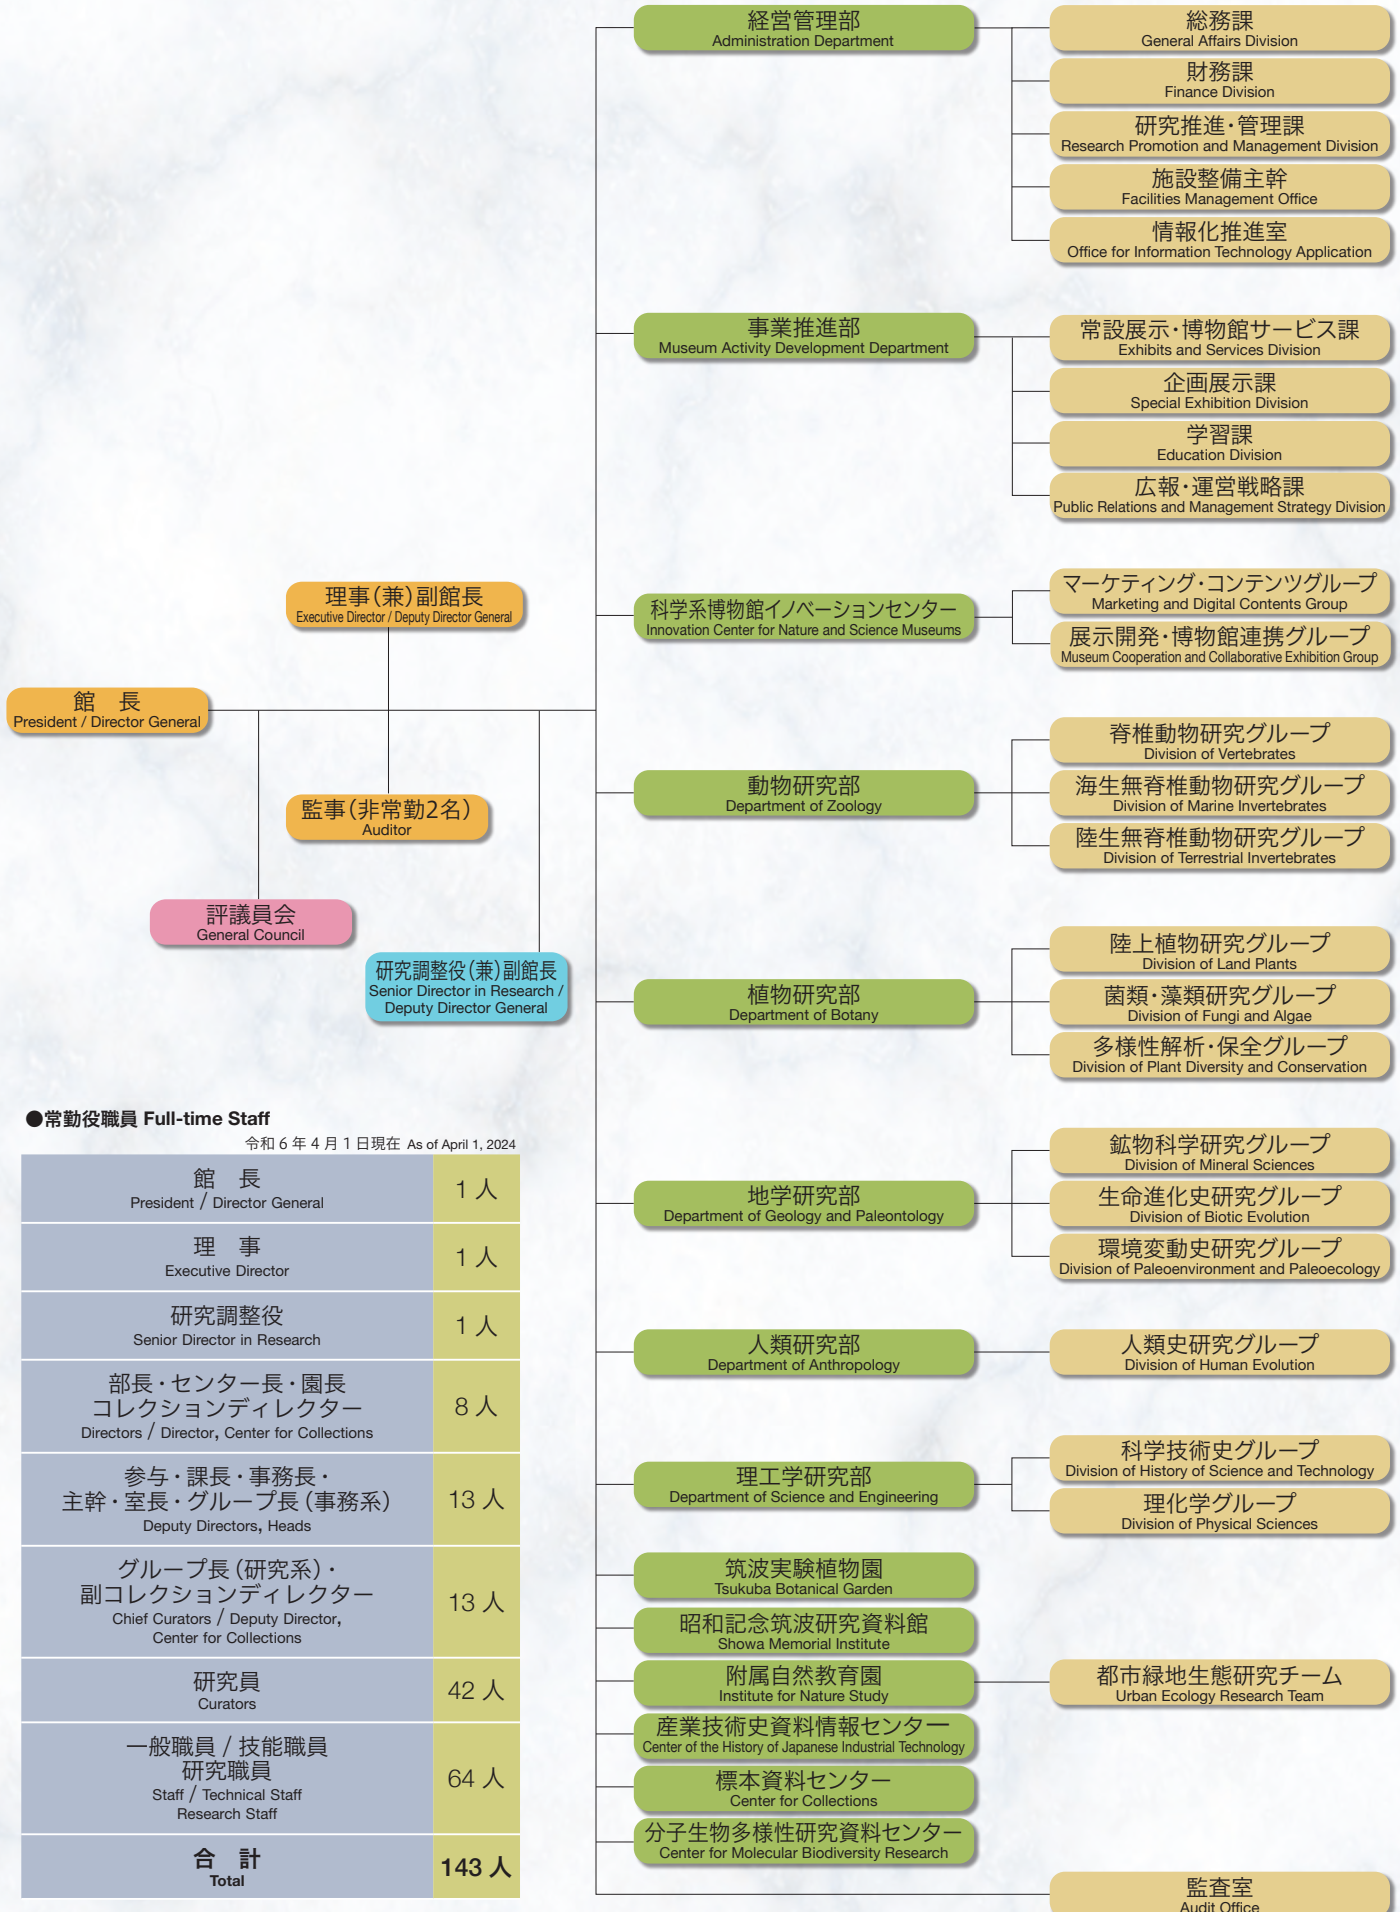 経営管理部
Administration Department
総務課
General Affairs Division
財務課
Finance Division
研究推進・管理課
Research Promotion and Management Division
施設整備主幹
Facilities Management Office
情報化推進室
Office for Information Technology Application
事業推進部
Museum Activity Development Department
常設展示・博物館サービス課
Exhibits and Services Division
企画展示課
Special Exhibition Division
学習課
Education Division
広報・運営戦略課
Public Relations and Management Strategy Division
理事(兼)副館長
Executive Director / Deputy Director General
科学系博物館イノベーションセンター
Innovation Center for Nature and Science Museums
マーケティング・コンテンツグループ
Marketing and Digital Contents Group
展示開発・博物館連携グループ
Museum Cooperation and Collaborative Exhibition Group
館　長
President / Director General
監事(非常勤2名)
Auditor
動物研究部
Department of Zoology
脊椎動物研究グループ
Division of Vertebrates
海生無脊椎動物研究グループ
Division of Marine Invertebrates
陸生無脊椎動物研究グループ
Division of Terrestrial Invertebrates
評議員会
General Council
研究調整役(兼)副館長
Senior Director in Research /
Deputy Director General
植物研究部
Department of Botany
陸上植物研究グループ
Division of Land Plants
菌類・藻類研究グループ
Division of Fungi and Algae
多様性解析・保全グループ
Division of Plant Diversity and Conservation
地学研究部
Department of Geology and Paleontology
鉱物科学研究グループ
Division of Mineral Sciences
生命進化史研究グループ
Division of Biotic Evolution
環境変動史研究グループ
Division of Paleoenvironment and Paleoecology
人類研究部
Department of Anthropology
人類史研究グループ
Division of Human Evolution
理工学研究部
Department of Science and Engineering
科学技術史グループ
Division of History of Science and Technology
理化学グループ
Division of Physical Sciences
筑波実験植物園
Tsukuba Botanical Garden
昭和記念筑波研究資料館
Showa Memorial Institute
附属自然教育園
Institute for Nature Study
都市緑地生態研究チーム
Urban Ecology Research Team
産業技術史資料情報センター
Center of the History of Japanese Industrial Technology
標本資料センター
Center for Collections
分子生物多様性研究資料センター
Center for Molecular Biodiversity Research
監査室
Audit Office
●常勤役職員 Full-time Staff
令和 6 年 4 月 1 日現在 As of April 1, 2024
館　長
President / Director General
1 人
理　事
Executive Director
1 人
研究調整役
Senior Director in Research
1 人
部長・センター長・園長
コレクションディレクター
Directors / Director, Center for Collections
8 人
参与・課長・事務長・
主幹・室長・グループ長(事務系)
Deputy Directors, Heads
13 人
グループ長(研究系)・
副コレクションディレクター
Chief Curators / Deputy Director,
Center for Collections
13 人
研究員
Curators
42 人
一般職員 / 技能職員
研究職員
Staff / Technical Staff
Research Staff
64 人
合　計
Total
143 人